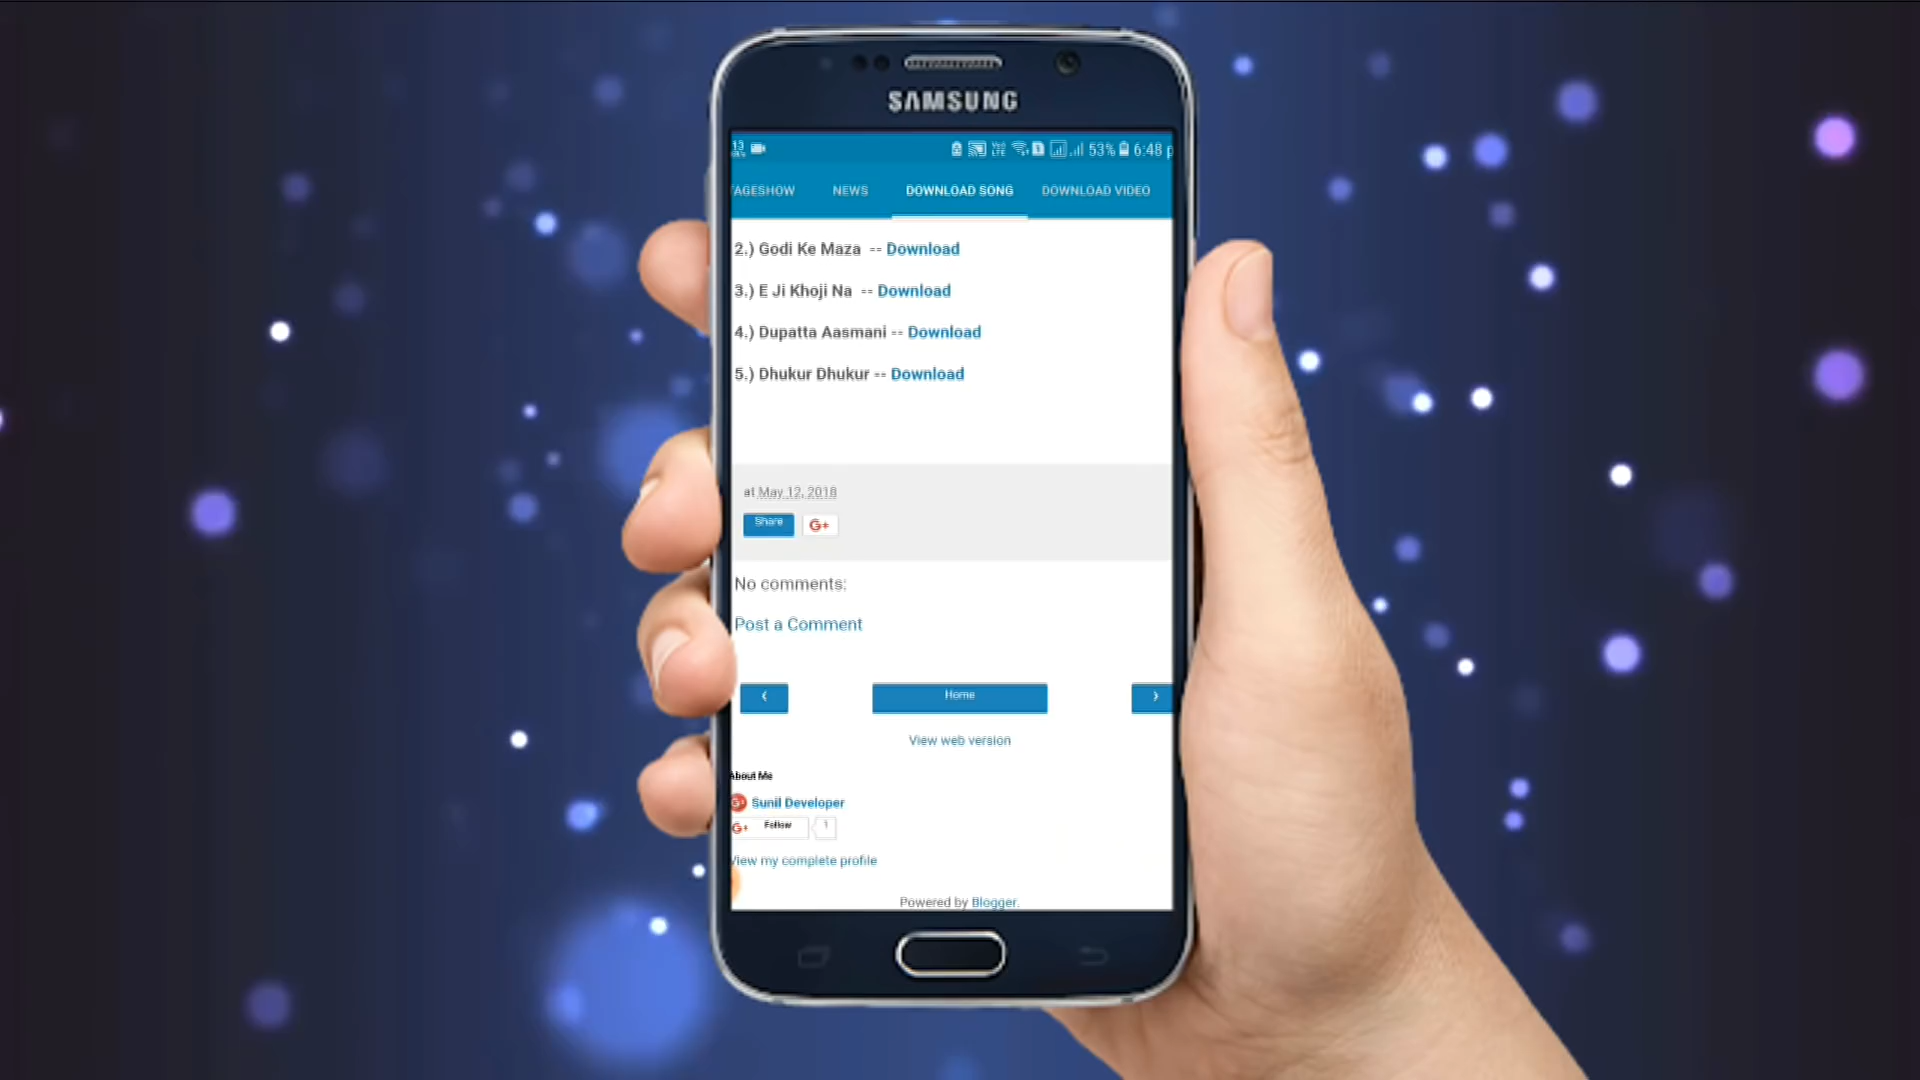 SAMSUNG
13 53% 6:48 p
AGESHOW NEWS DOWNLOAD SONG DOWNLOAD VIDEO
2.) Godi Ke Maza -- Download
3.) E Ji Khoji Na -- Download
4.) Dupatta Aasmani -- Download
5.) Dhukur Dhukur -- Download
at May 12, 2018
Share G+
No comments:
Post a Comment
‹ Home ›
View web version
About Me
G+ Sunil Developer
G+ Follow 1
View my complete profile
Powered by Blogger.